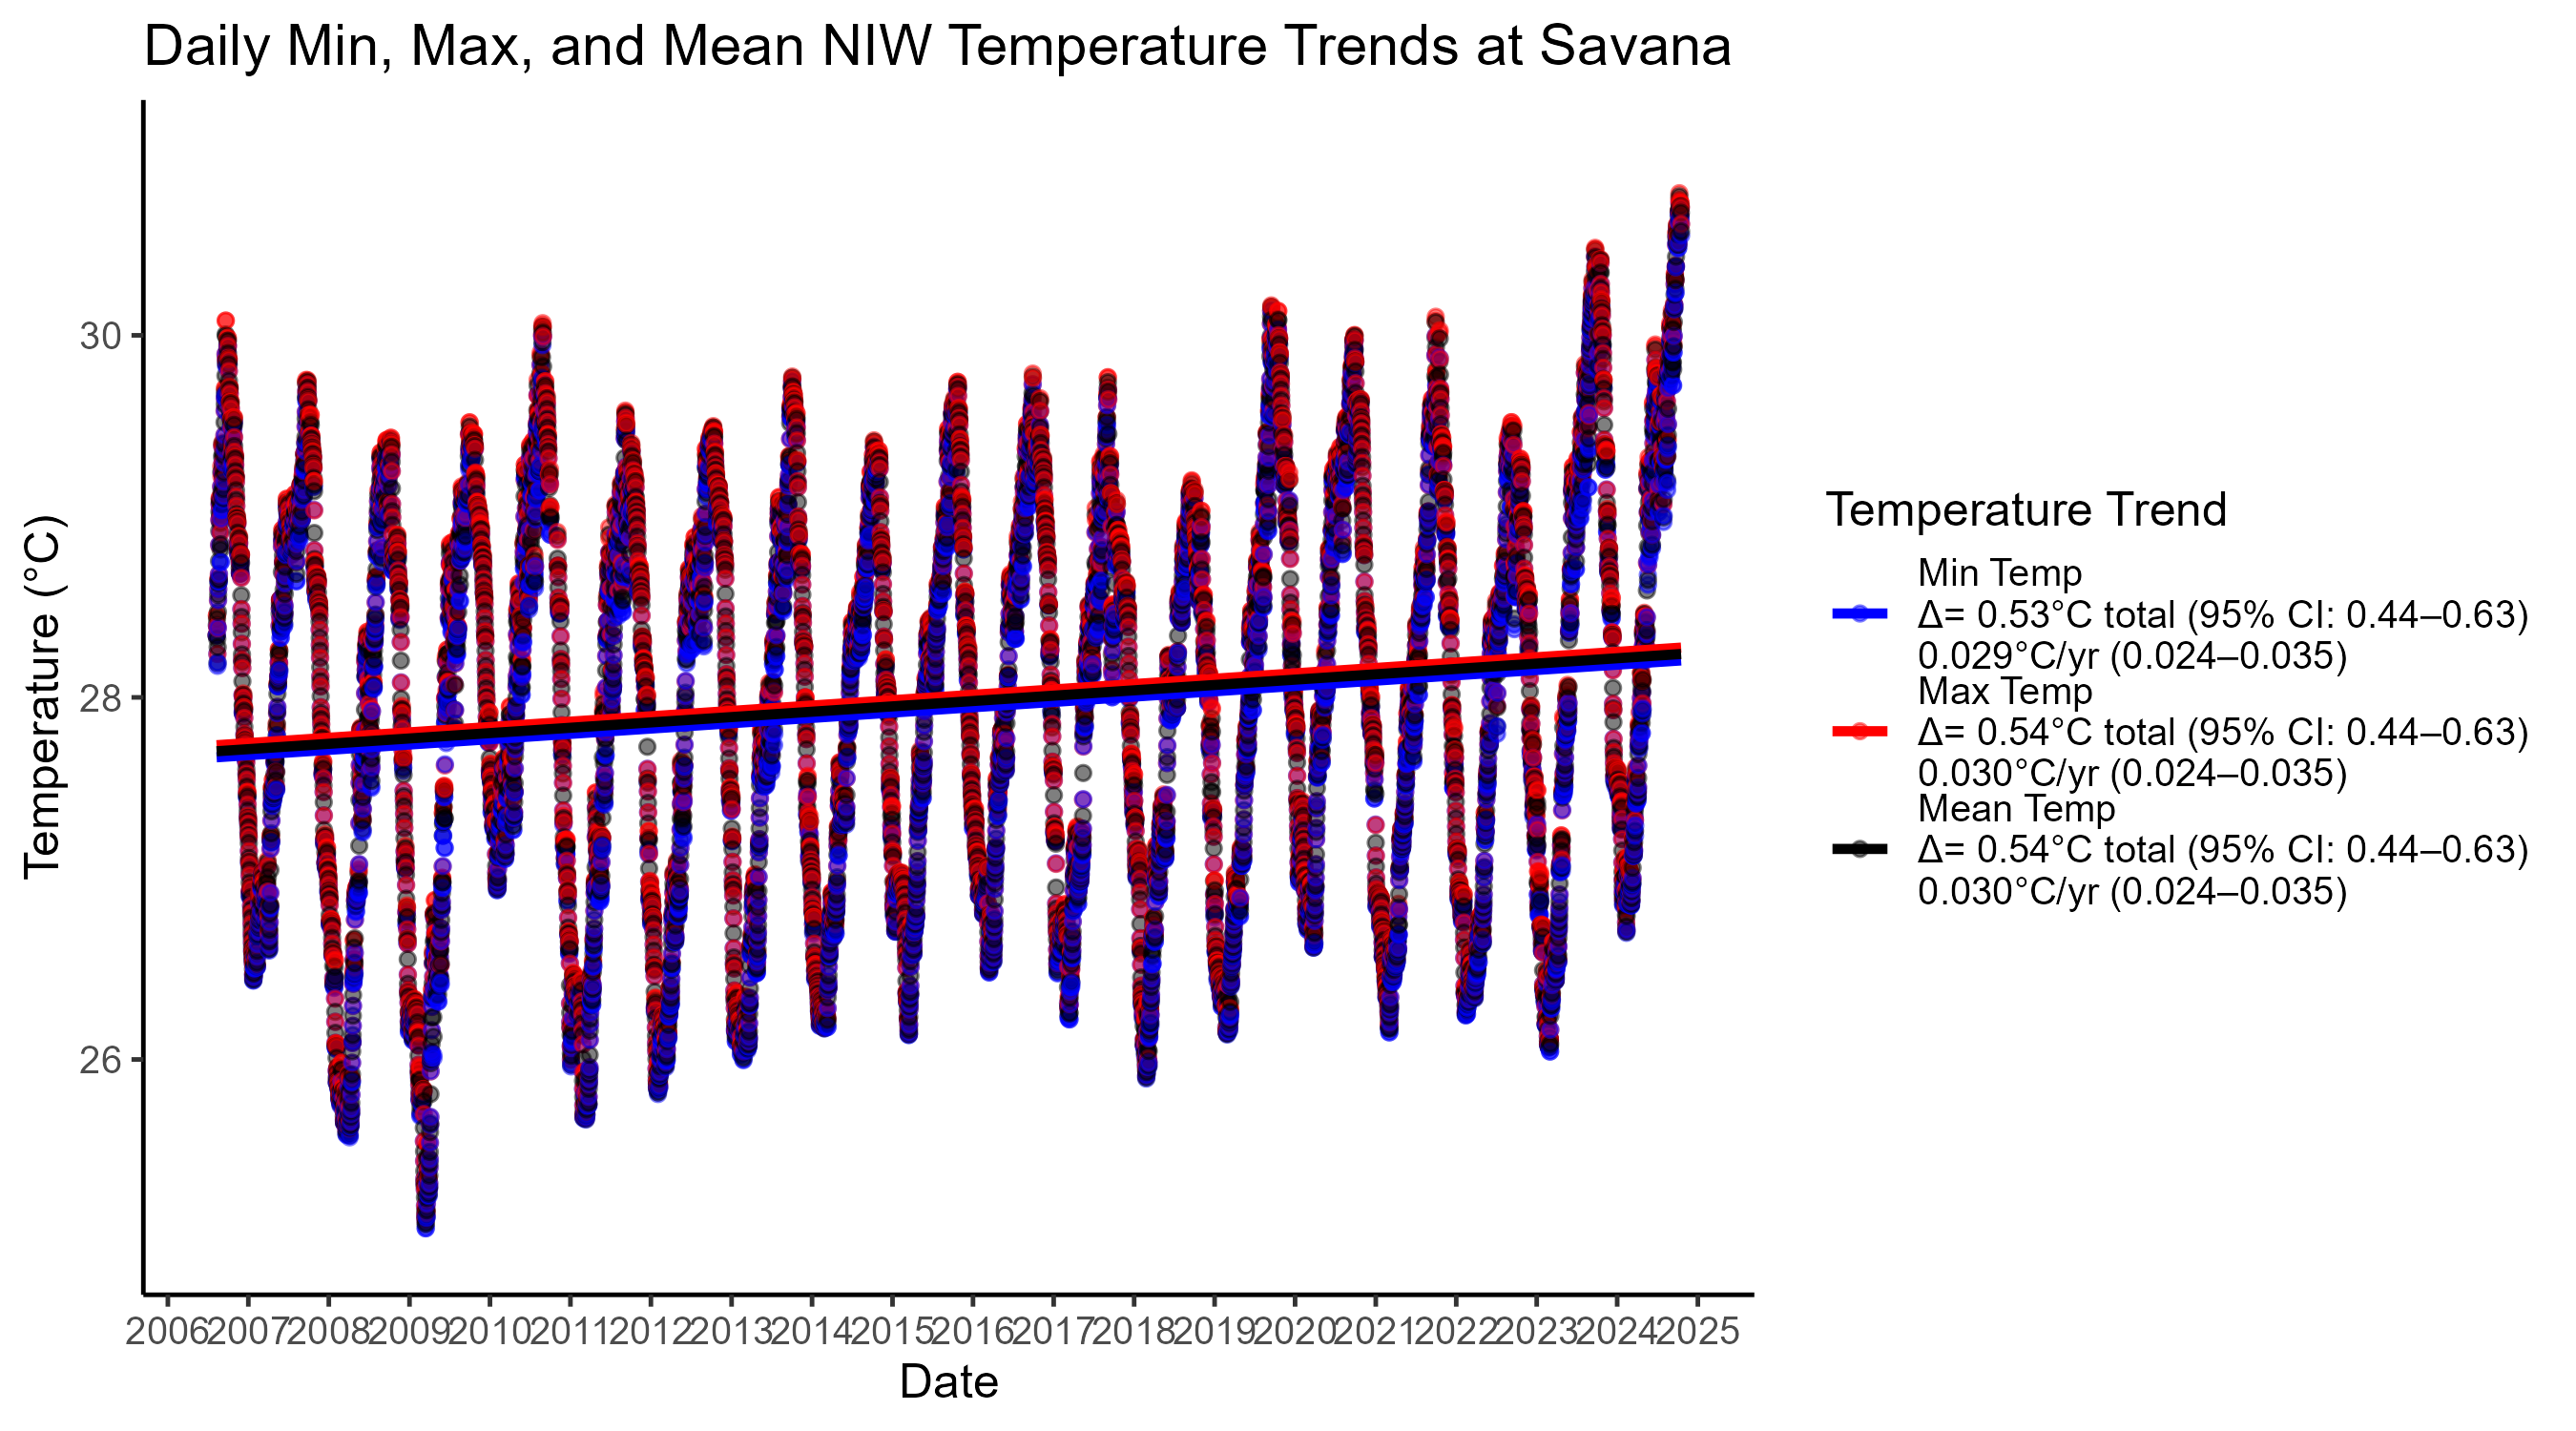 Daily Min, Max, and Mean NIW Temperature Trends at Savana
Temperature (°C)
30
28
26
2006 2007 2008 2009 2010 2011 2012 2013 2014 2015 2016 2017 2018 2019 2020 2021 2022 2023 2024 2025
Date
Temperature Trend
Min Temp
Δ= 0.53°C total (95% CI: 0.44–0.63)
0.029°C/yr (0.024–0.035)
Max Temp
Δ= 0.54°C total (95% CI: 0.44–0.63)
0.030°C/yr (0.024–0.035)
Mean Temp
Δ= 0.54°C total (95% CI: 0.44–0.63)
0.030°C/yr (0.024–0.035)